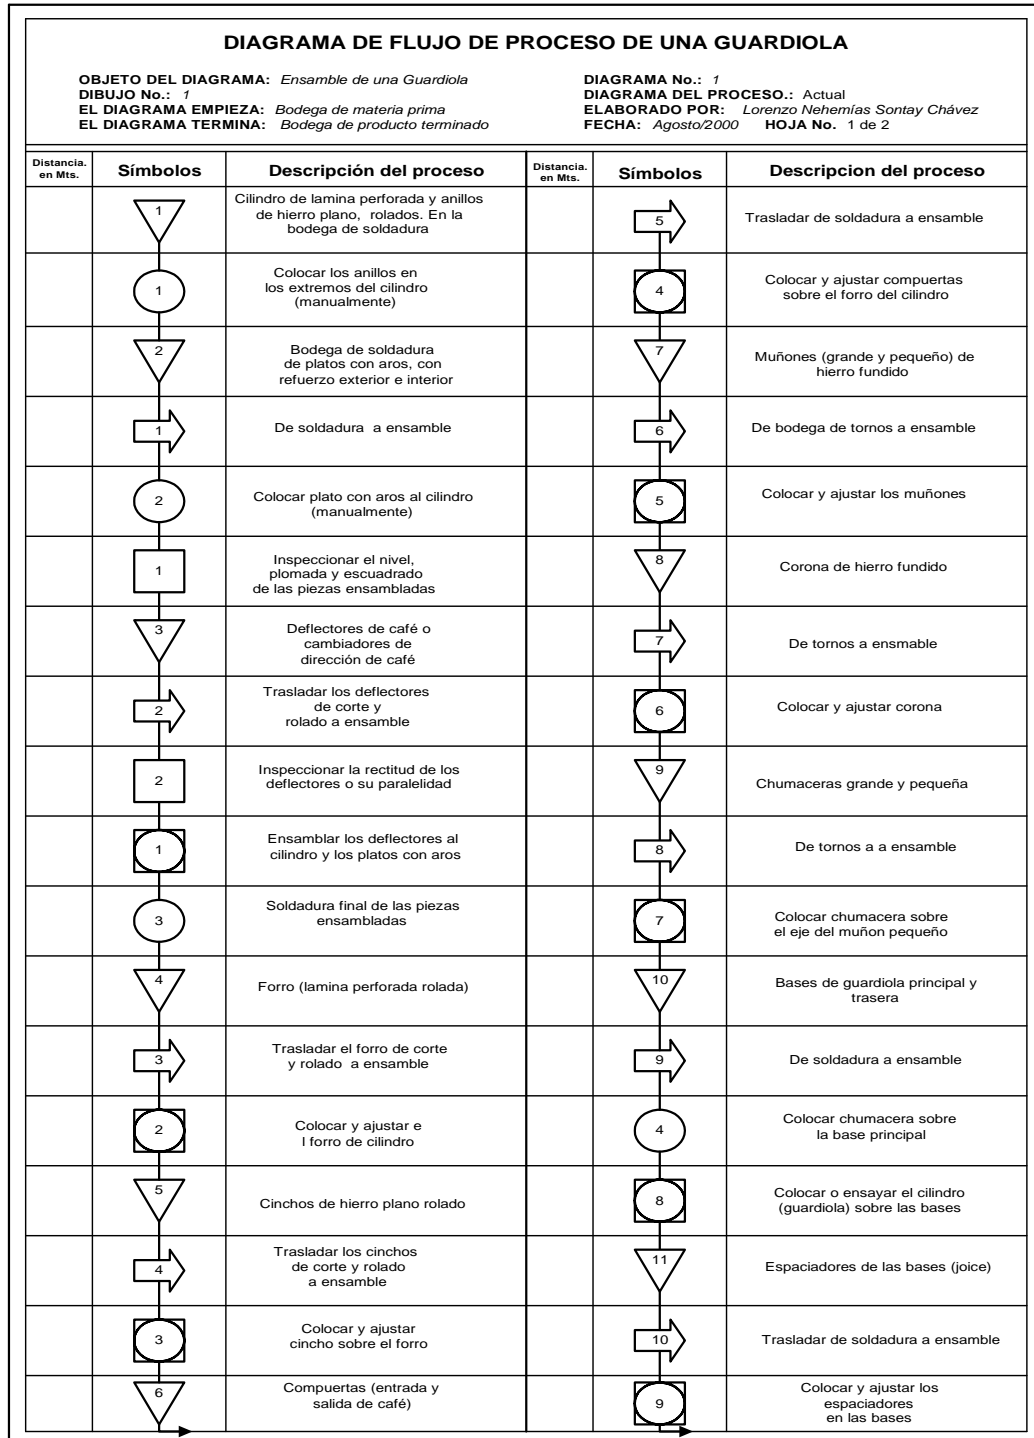 DIAGRAMA DE FLUJO DE PROCESO DE UNA GUARDIOLA
OBJETO DEL DIAGRAMA: Ensamble de una Guardiola
DIBUJO No.: 1
EL DIAGRAMA EMPIEZA: Bodega de materia prima
EL DIAGRAMA TERMINA: Bodega de producto terminado
DIAGRAMA No.: 1
DIAGRAMA DEL PROCESO.: Actual
ELABORADO POR: Lorenzo Nehemías Sontay Chávez
FECHA: Agosto/2000 HOJA No. 1 de 2
Distancia.
en Mts.
Símbolos
Descripción del proceso
1
Cilindro de lamina perforada y anillos
de hierro plano, rolados. En la
bodega de soldadura
1
Colocar los anillos en
los extremos del cilindro
(manualmente)
2
Bodega de soldadura
de platos con aros, con
refuerzo exterior e interior
1
De soldadura a ensamble
2
Colocar plato con aros al cilindro
(manualmente)
1
Inspeccionar el nivel,
plomada y escuadrado
de las piezas ensambladas
3
Deflectores de café o
cambiadores de
dirección de café
2
Trasladar los deflectores
de corte y
rolado a ensamble
2
Inspeccionar la rectitud de los
deflectores o su paralelidad
1
Ensamblar los deflectores al
cilindro y los platos con aros
3
Soldadura final de las piezas
ensambladas
4
Forro (lamina perforada rolada)
3
Trasladar el forro de corte
y rolado a ensamble
2
Colocar y ajustar e
l forro de cilindro
5
Cinchos de hierro plano rolado
4
Trasladar los cinchos
de corte y rolado
a ensamble
3
Colocar y ajustar
cincho sobre el forro
6
Compuertas (entrada y
salida de café)
Distancia.
en Mts.
Símbolos
Descripcion del proceso
5
Trasladar de soldadura a ensamble
4
Colocar y ajustar compuertas
sobre el forro del cilindro
7
Muñones (grande y pequeño) de
hierro fundido
6
De bodega de tornos a ensamble
5
Colocar y ajustar los muñones
8
Corona de hierro fundido
7
De tornos a ensmable
6
Colocar y ajustar corona
9
Chumaceras grande y pequeña
8
De tornos a a ensamble
7
Colocar chumacera sobre
el eje del muñon pequeño
10
Bases de guardiola principal y
trasera
9
De soldadura a ensamble
4
Colocar chumacera sobre
la base principal
8
Colocar o ensayar el cilindro
(guardiola) sobre las bases
11
Espaciadores de las bases (joice)
10
Trasladar de soldadura a ensamble
9
Colocar y ajustar los
espaciadores
en las bases